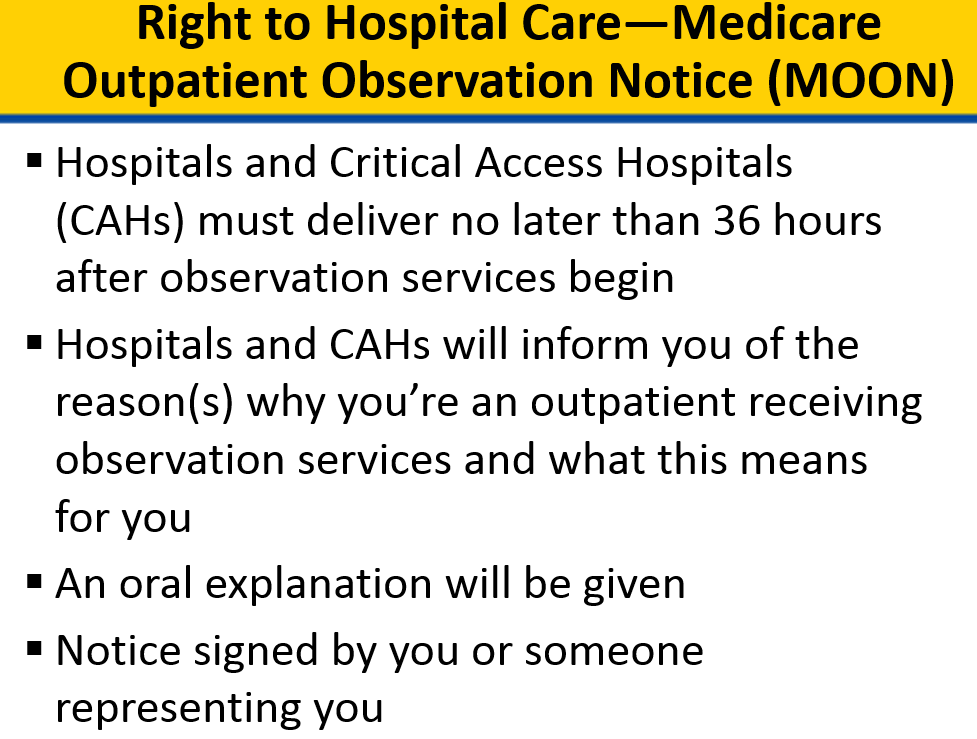 Right to Hospital Care—Medicare
Outpatient Observation Notice (MOON)
▪ Hospitals and Critical Access Hospitals
(CAHs) must deliver no later than 36 hours
after observation services begin
▪ Hospitals and CAHs will inform you of the
reason(s) why you’re an outpatient receiving
observation services and what this means
for you
▪ An oral explanation will be given
▪ Notice signed by you or someone
representing you